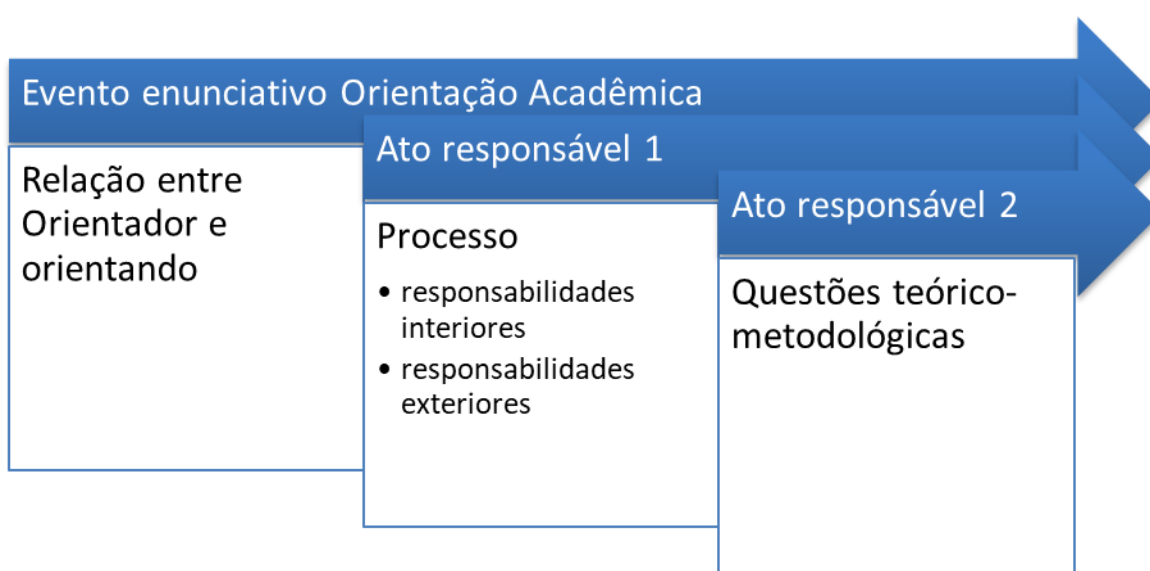 Evento enunciativo Orientação Acadêmica
Relação entre
Orientador e
orientando
Ato responsável 1
Processo
• responsabilidades
interiores
• responsabilidades
exteriores
Ato responsável 2
Questões teórico-
metodológicas